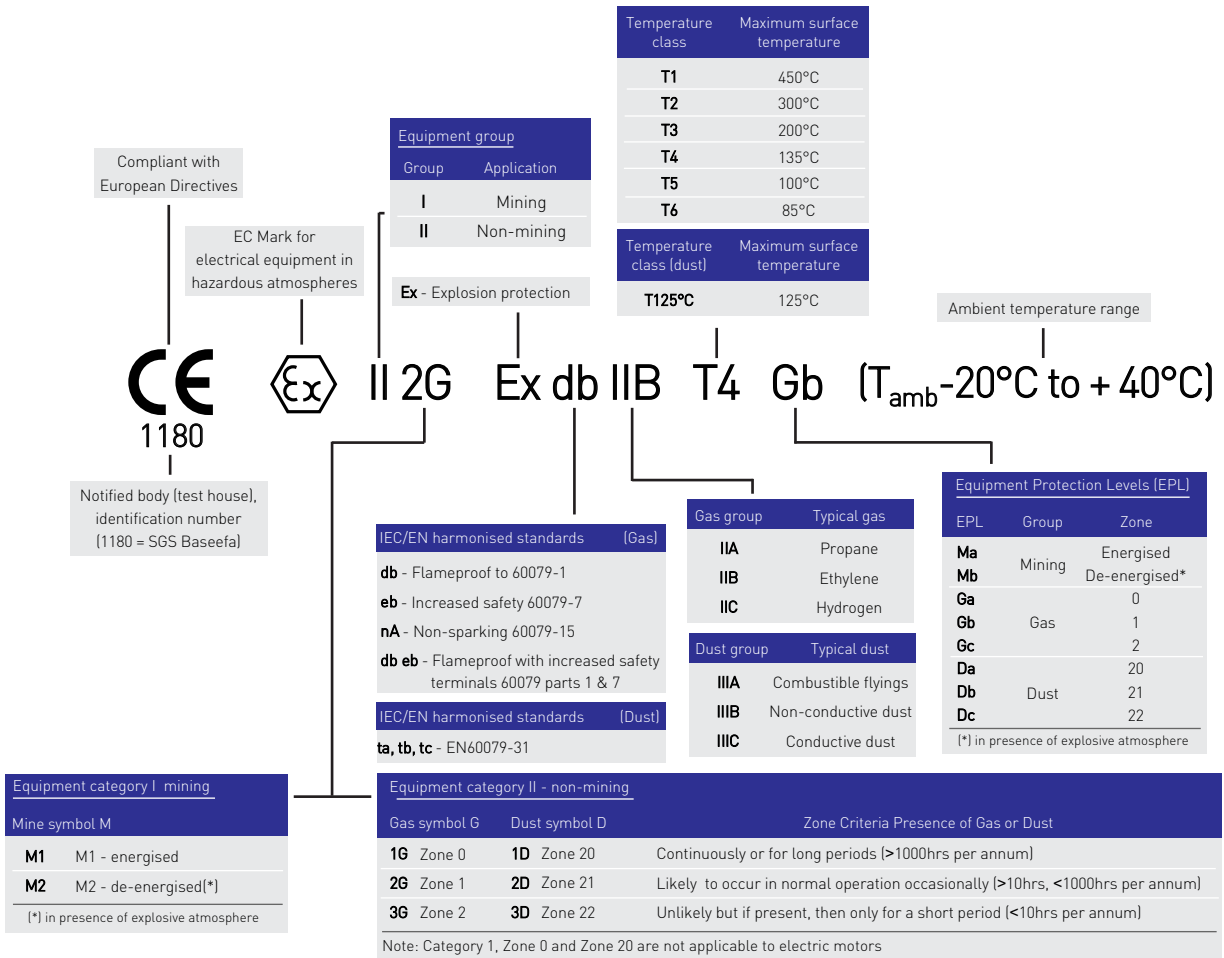 Temperature class Maximum surface temperature
T1 450°C
T2 300°C
T3 200°C
T4 135°C
T5 100°C
T6 85°C
Temperature class (dust) Maximum surface temperature
T125°C 125°C
Equipment group
Group Application
I Mining
II Non-mining
Compliant with
European Directives
EC Mark for
electrical equipment in
hazardous atmospheres
Ex - Explosion protection
Ambient temperature range
CE Ex II 2G Ex db IIB T4 Gb (Tamb-20°C to + 40°C)
1180
Notified body (test house),
identification number
(1180 = SGS Baseefa)
IEC/EN harmonised standards (Gas)
db - Flameproof to 60079-1
eb - Increased safety 60079-7
nA - Non-sparking 60079-15
db eb - Flameproof with increased safety
terminals 60079 parts 1 & 7
IEC/EN harmonised standards (Dust)
ta, tb, tc - EN60079-31
Gas group Typical gas
IIA Propane
IIB Ethylene
IIC Hydrogen
Dust group Typical dust
IIIA Combustible flyings
IIIB Non-conductive dust
IIIC Conductive dust
Equipment Protection Levels (EPL)
EPL Group Zone
Ma Mining Energised
Mb De-energised*
Ga 0
Gb Gas 1
Gc 2
Da 20
Db Dust 21
Dc 22
(*) in presence of explosive atmosphere
Equipment category I mining
Mine symbol M
M1 M1 - energised
M2 M2 - de-energised(*)
(*) in presence of explosive atmosphere
Equipment category II - non-mining
Gas symbol G Dust symbol D Zone Criteria Presence of Gas or Dust
1G Zone 0 1D Zone 20 Continuously or for long periods (>1000hrs per annum)
2G Zone 1 2D Zone 21 Likely to occur in normal operation occasionally (>10hrs, <1000hrs per annum)
3G Zone 2 3D Zone 22 Unlikely but if present, then only for a short period (<10hrs per annum)
Note: Category 1, Zone 0 and Zone 20 are not applicable to electric motors